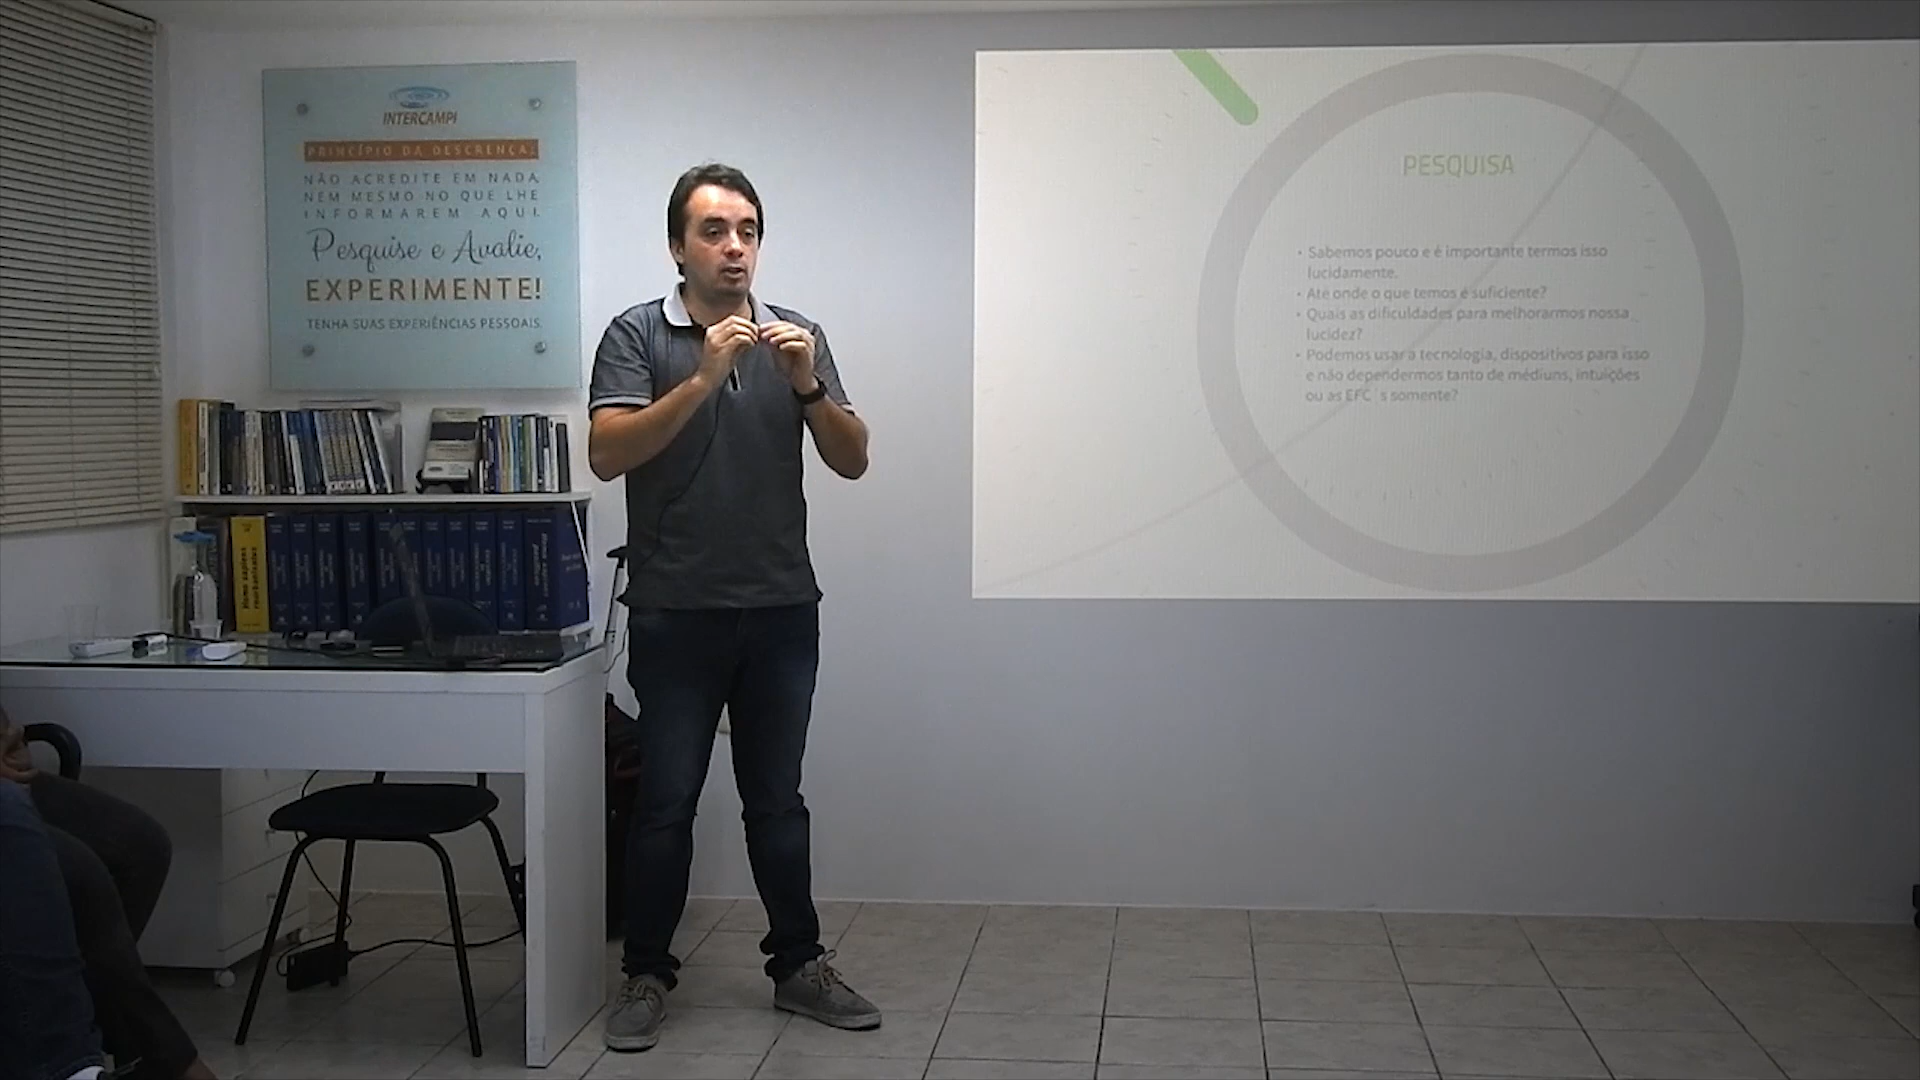 INTERCAMPI
PRINCÍPIO DA DESCRENÇA:
NÃO ACREDITE EM NADA,
NEM MESMO NO QUE LHE
INFORMAREM AQUI.
Pesquise e Avalie,
EXPERIMENTE!
TENHA SUAS EXPERIÊNCIAS PESSOAIS.
PESQUISA
• Sabemos pouco e é importante termos isso
lucidamente.
• Até onde o que temos é suficiente?
• Quais as dificuldades para melhorarmos nossa
lucidez?
• Podemos usar a tecnologia, dispositivos para isso
e não dependermos tanto de médiuns, intuições
ou as EFC ́s somente?
Homo sapiens
reurbanisatus